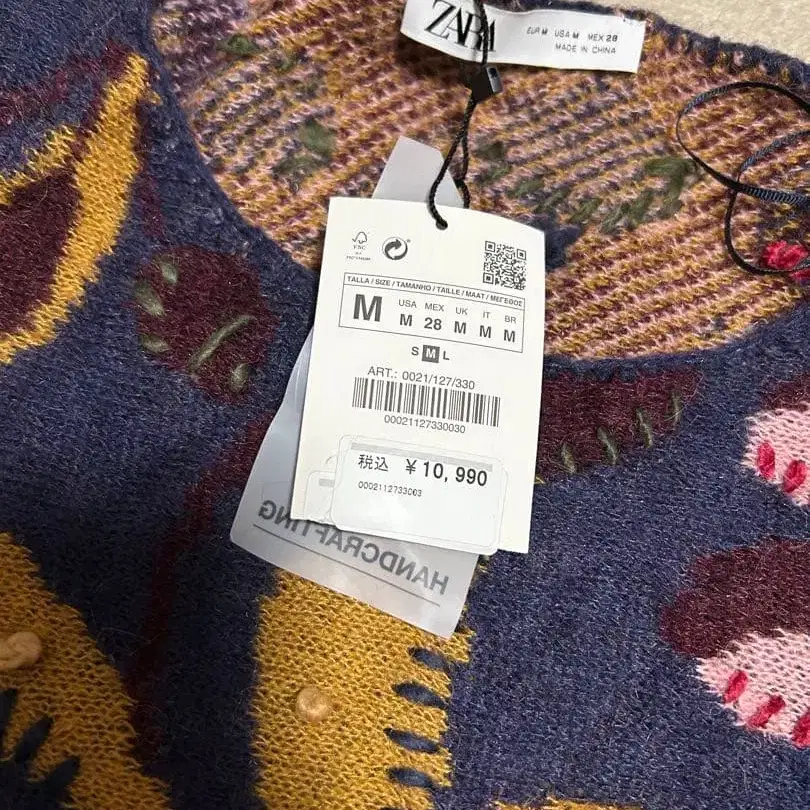 ZARA
EUR M USA M MEX 28
MADE IN CHINA
FSC
TALLA / SIZE / TAMANHO / TAILLE / MAAT / ΜΕΓΕΘΟΣ
M
USA MEX UK IT BR
M 28 M M M
S M L
ART.: 0021/127/330
00021127330030
税込 ¥10,990
0002112733003
HANDCRAFTING